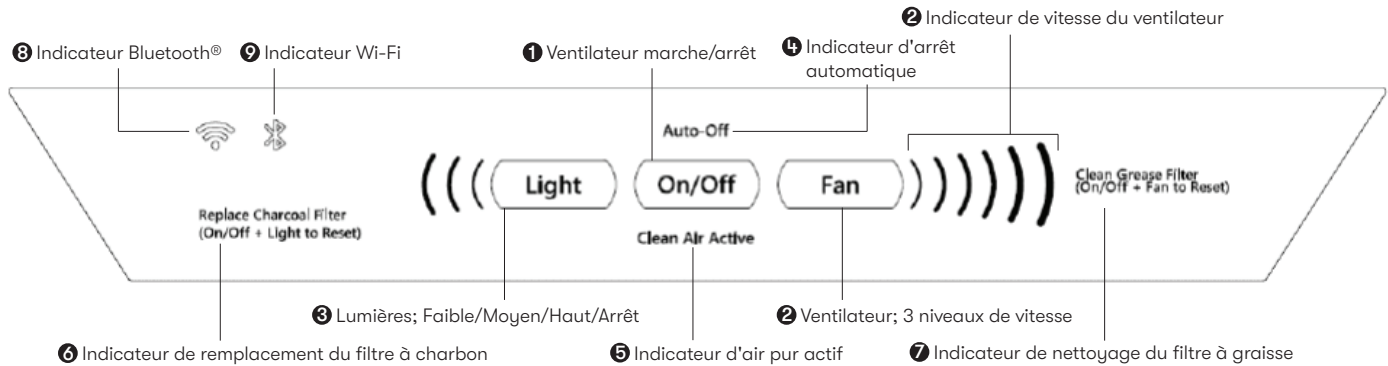 ❷ Indicateur de vitesse du ventilateur
❽ Indicateur Bluetooth®
❾ Indicateur Wi-Fi
❶ Ventilateur marche/arrêt
❹ Indicateur d'arrêt
automatique
Auto-Off
Light
On/Off
Fan
Clean Grease Filter
(On/Off + Fan to Reset)
Replace Charcoal Filter
(On/Off + Light to Reset)
Clean Air Active
❸ Lumières; Faible/Moyen/Haut/Arrêt
❷ Ventilateur; 3 niveaux de vitesse
❻ Indicateur de remplacement du filtre à charbon
❺ Indicateur d'air pur actif
❼ Indicateur de nettoyage du filtre à graisse